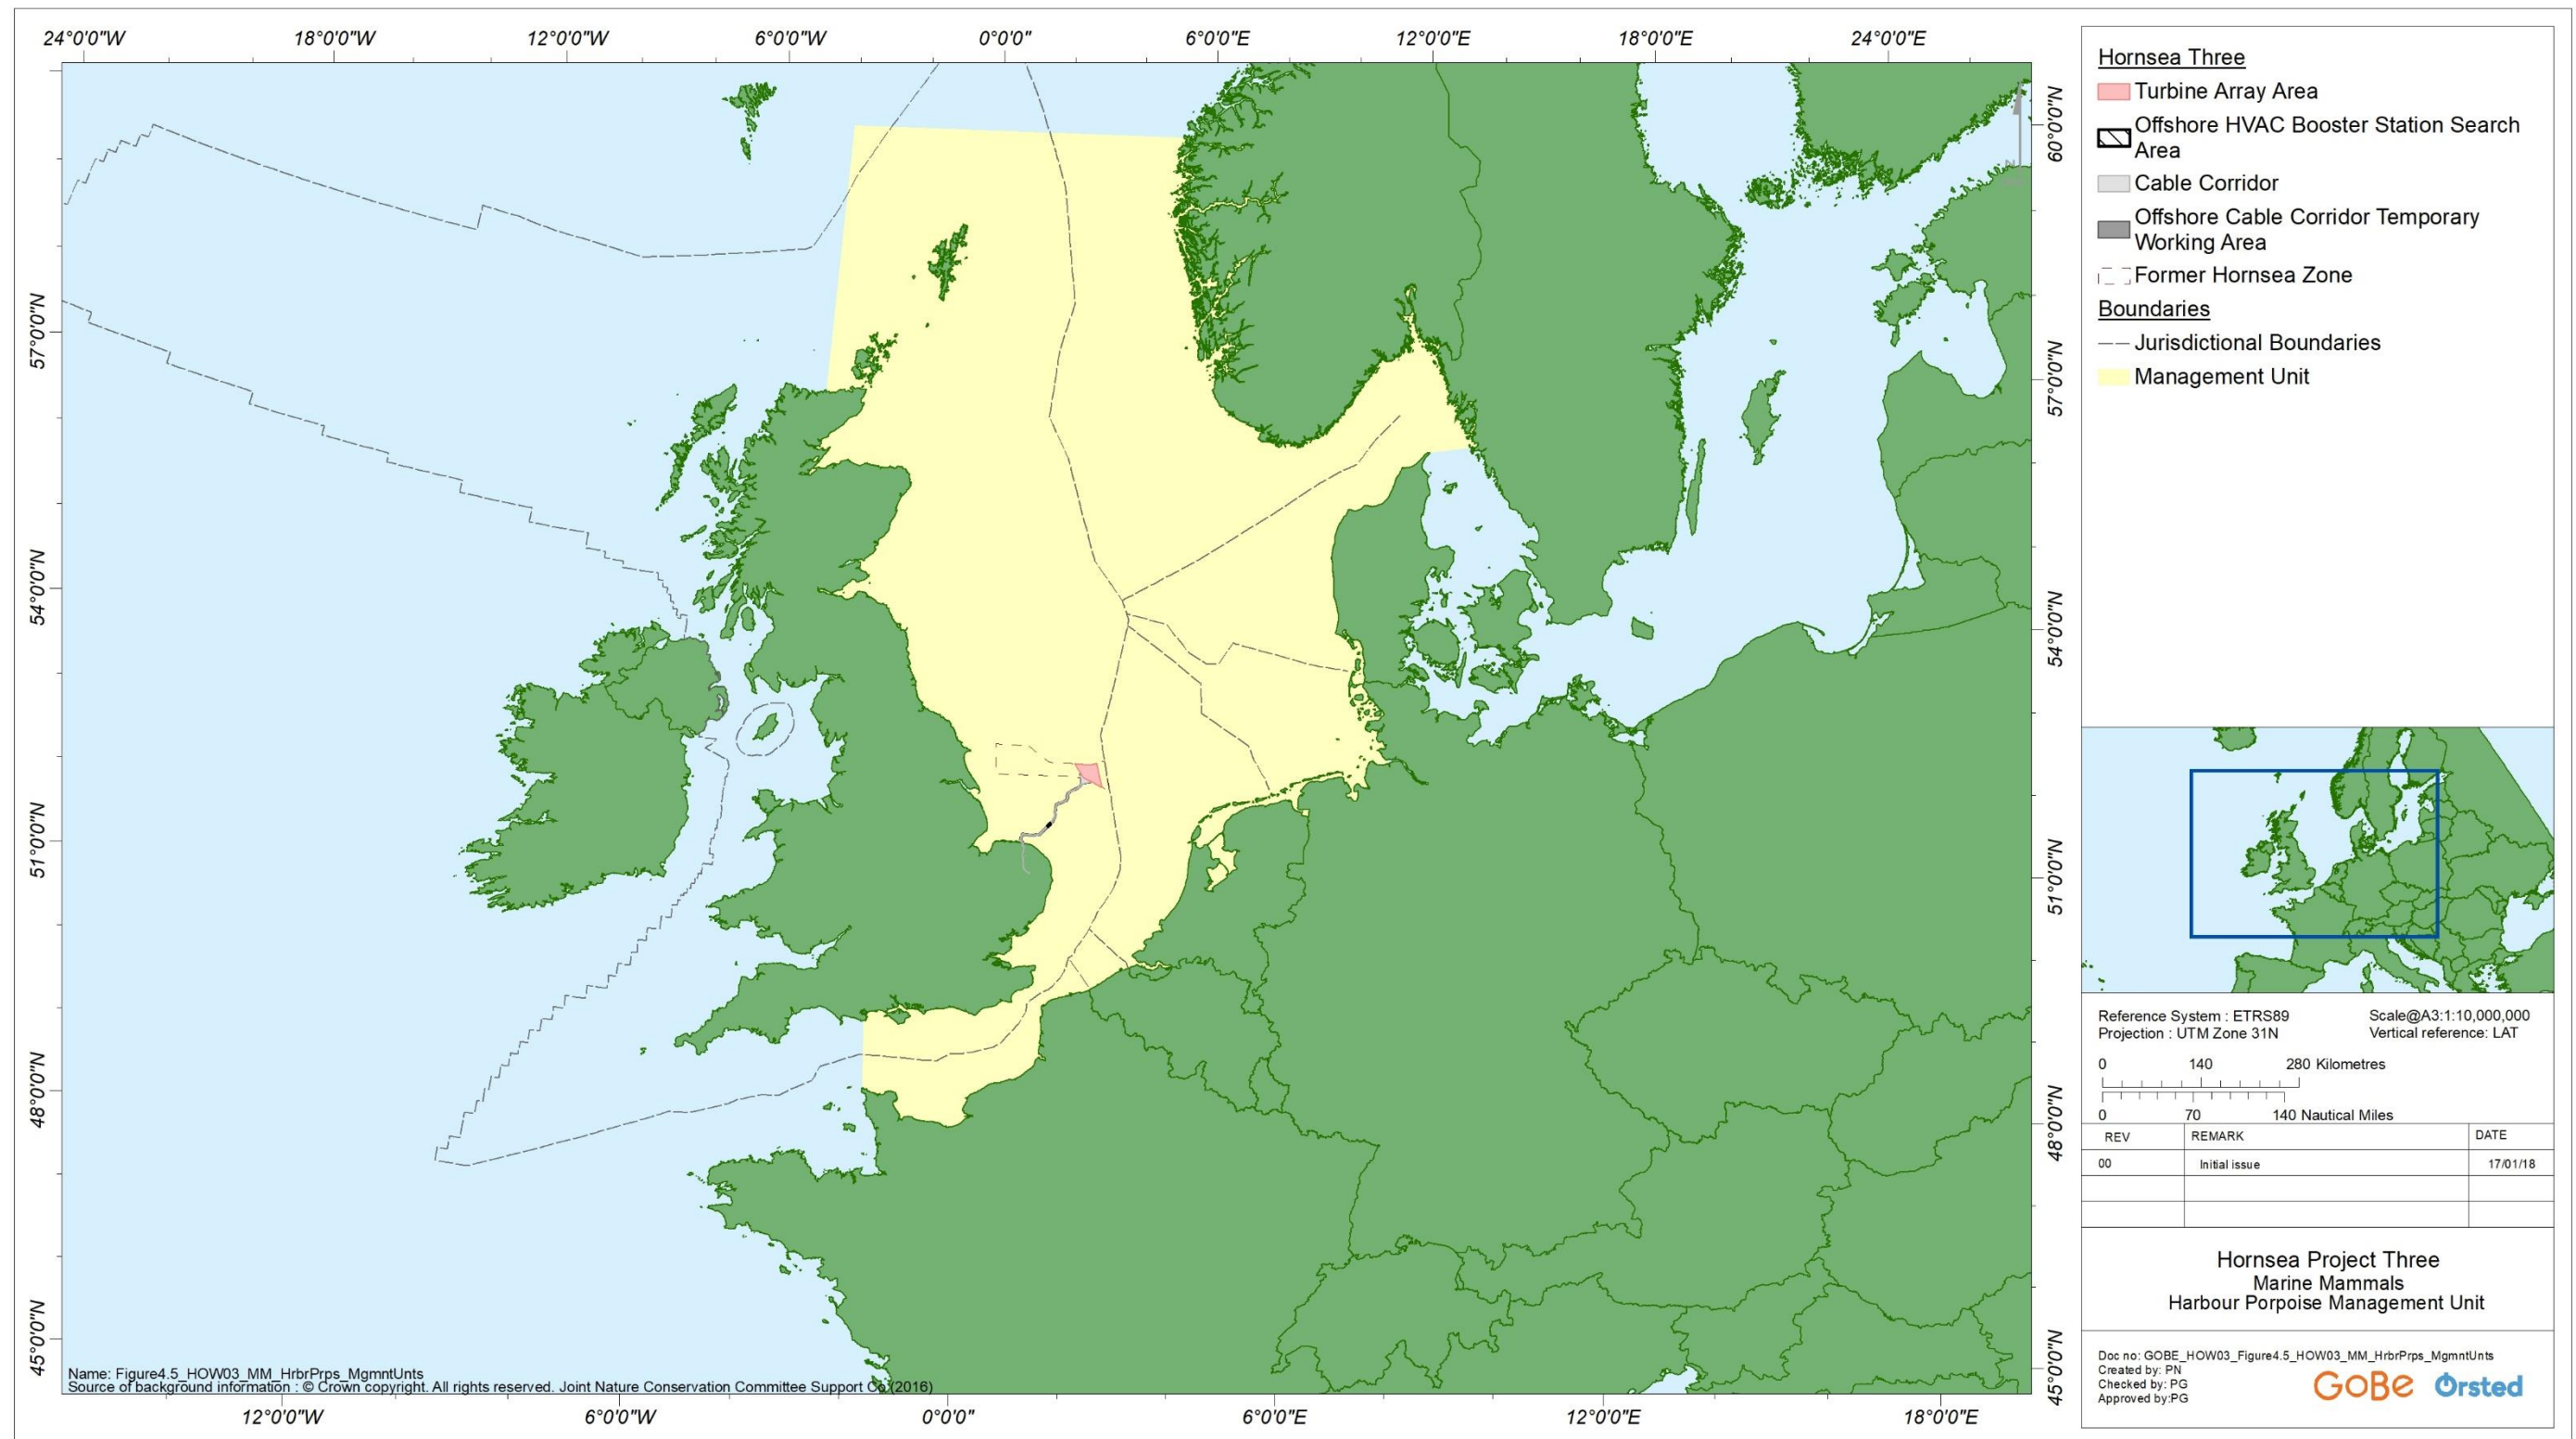 24°0'0"W
18°0'0"W
12°0'0"W
6°0'0"W
0°0'0"
6°0'0"E
12°0'0"E
18°0'0"E
24°0'0"E
57°0'0"N
54°0'0"N
51°0'0"N
48°0'0"N
45°0'0"N
60°0'0"N
57°0'0"N
54°0'0"N
51°0'0"N
48°0'0"N
45°0'0"N
N
Name: Figure4.5_HOW03_MM_HrbrPrps_MgmntUnts
Source of background information : © Crown copyright. All rights reserved. Joint Nature Conservation Committee Support Co (2016)
12°0'0"W
6°0'0"W
0°0'0"
6°0'0"E
12°0'0"E
18°0'0"E
Hornsea Three
Turbine Array Area
Offshore HVAC Booster Station Search
Area
Cable Corridor
Offshore Cable Corridor Temporary
Working Area
Former Hornsea Zone
Boundaries
Jurisdictional Boundaries
Management Unit
Reference System : ETRS89 Scale@A3:1:10,000,000
Projection : UTM Zone 31N Vertical reference: LAT
0 140 280 Kilometres
0 70 140 Nautical Miles
REV REMARK DATE
00 Initial issue 17/01/18
Hornsea Project Three
Marine Mammals
Harbour Porpoise Management Unit
Doc no: GOBE_HOW03_Figure4.5_HOW03_MM_HrbrPrps_MgmntUnts
Created by: PN
Checked by: PG
Approved by:PG
GoBe Ørsted